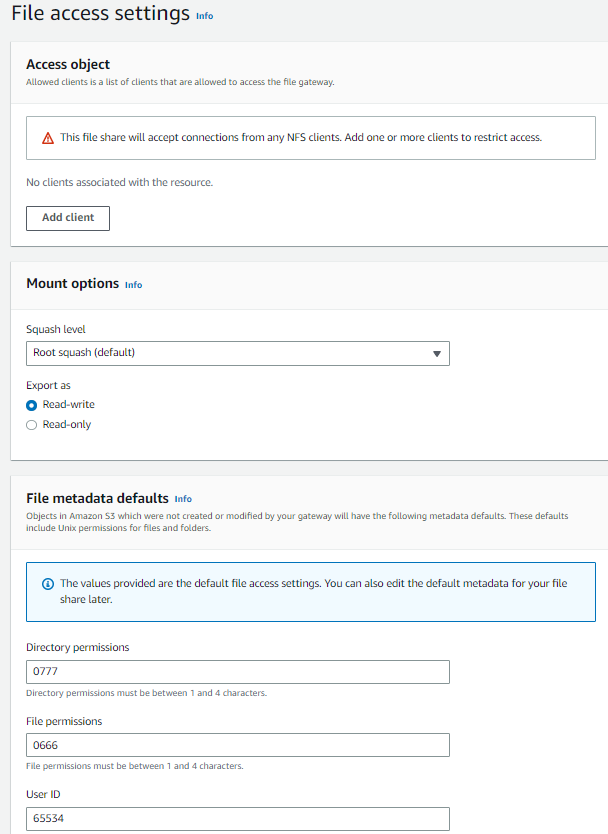 File access settings Info
Access object
Allowed clients is a list of clients that are allowed to access the file gateway.
This file share will accept connections from any NFS clients. Add one or more clients to restrict access.
No clients associated with the resource.
Add client
Mount options Info
Squash level
Root squash (default)
Export as
Read-write
Read-only
File metadata defaults Info
Objects in Amazon S3 which were not created or modified by your gateway will have the following metadata defaults. These defaults
include Unix permissions for files and folders.
The values provided are the default file access settings. You can also edit the default metadata for your file
share later.
Directory permissions
0777
Directory permissions must be between 1 and 4 characters.
File permissions
0666
File permissions must be between 1 and 4 characters.
User ID
65534